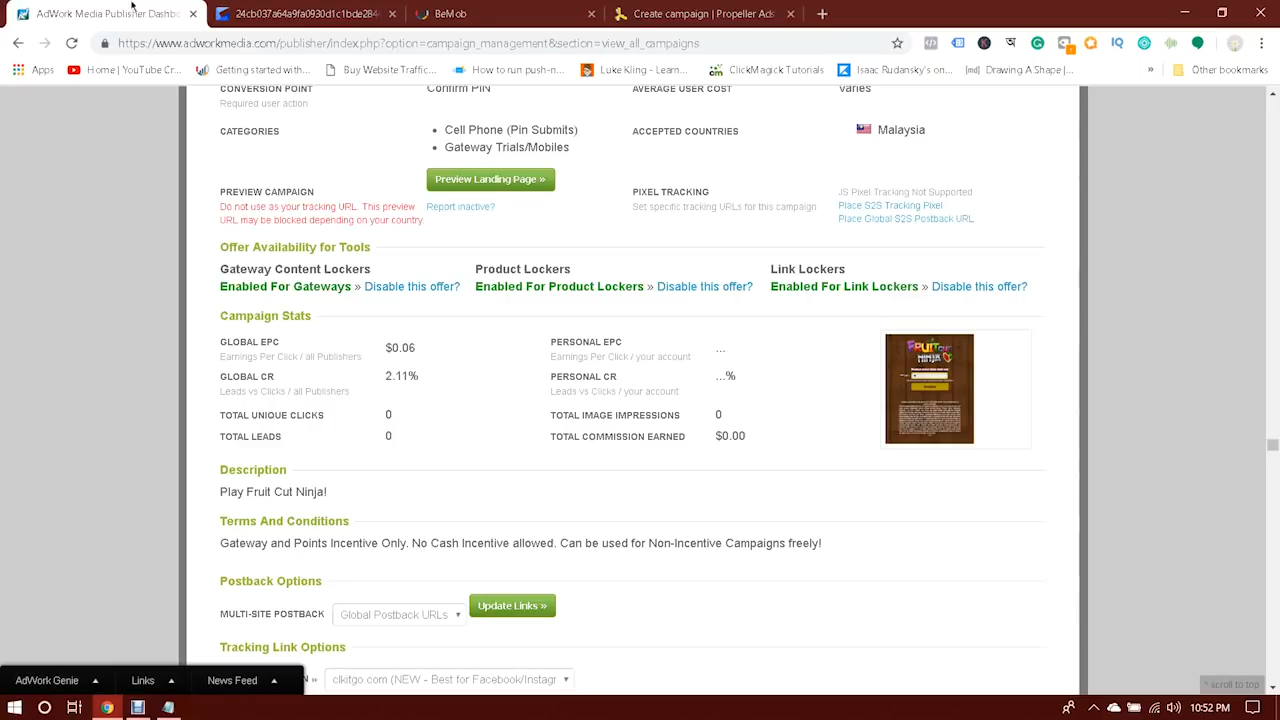 AdWork Media Publisher Dashbo
24cb037a64a9fa0930d1c1bde284
BeMob
Create campaign | Propeller Ads
https://www.adworkmedia.com/publisher/index.php?option=campaign_management&section=view_all_campaigns
Apps
Home | YouTube Cr...
Getting started with...
Buy Website Traffic...
How to run push-n...
Luke Kling - Learn...
ClickMagick Tutorials
Isaac Rudansky's on...
[md] Drawing A Shape |...
»
Other bookmarks
CONVERSION POINT
Confirm PIN
AVERAGE USER COST
Varies
Required user action
CATEGORIES
• Cell Phone (Pin Submits)
• Gateway Trials/Mobiles
ACCEPTED COUNTRIES
Malaysia
Preview Landing Page »
PREVIEW CAMPAIGN
Do not use as your tracking URL. This preview
URL may be blocked depending on your country.
Report inactive?
PIXEL TRACKING
Set specific tracking URLs for this campaign
JS Pixel Tracking Not Supported
Place S2S Tracking Pixel
Place Global S2S Postback URL
Offer Availability for Tools
Gateway Content Lockers
Enabled For Gateways » Disable this offer?
Product Lockers
Enabled For Product Lockers » Disable this offer?
Link Lockers
Enabled For Link Lockers » Disable this offer?
Campaign Stats
GLOBAL EPC
Earnings Per Click / all Publishers
$0.06
PERSONAL EPC
Earnings Per Click / your account
...
GLOBAL CR
Leads vs Clicks / all Publishers
2.11%
PERSONAL CR
Leads vs Clicks / your account
...%
TOTAL UNIQUE CLICKS
0
TOTAL IMAGE IMPRESSIONS
0
TOTAL LEADS
0
TOTAL COMMISSION EARNED
$0.00
FRUIT CUT
NINJA
Description
Play Fruit Cut Ninja!
Terms And Conditions
Gateway and Points Incentive Only. No Cash Incentive allowed. Can be used for Non-Incentive Campaigns freely!
Postback Options
MULTI-SITE POSTBACK
Global Postback URLs
Update Links »
Tracking Link Options
N »
clkitgo.com (NEW - Best for Facebook/Instagr
AdWork Genie
Links
News Feed
^ scroll to top
10:52 PM